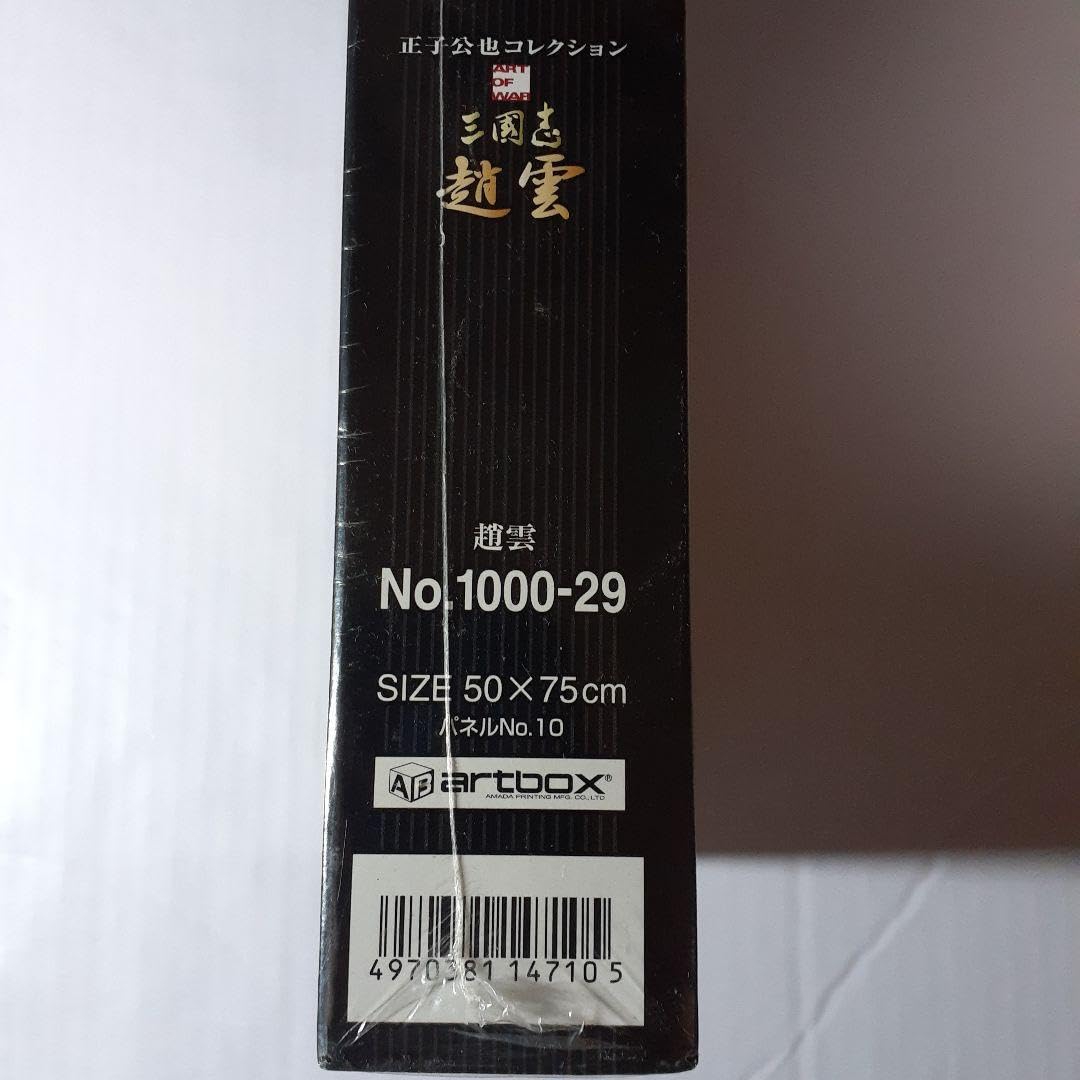 正子公也コレクション
ART
OF
WAR
三國志
趙雲
趙雲
No.1000-29
SIZE 50×75cm
パネルNo.10
AB artbox®
AMADA PRINTING MFG. CO., LTD
4970381 147105